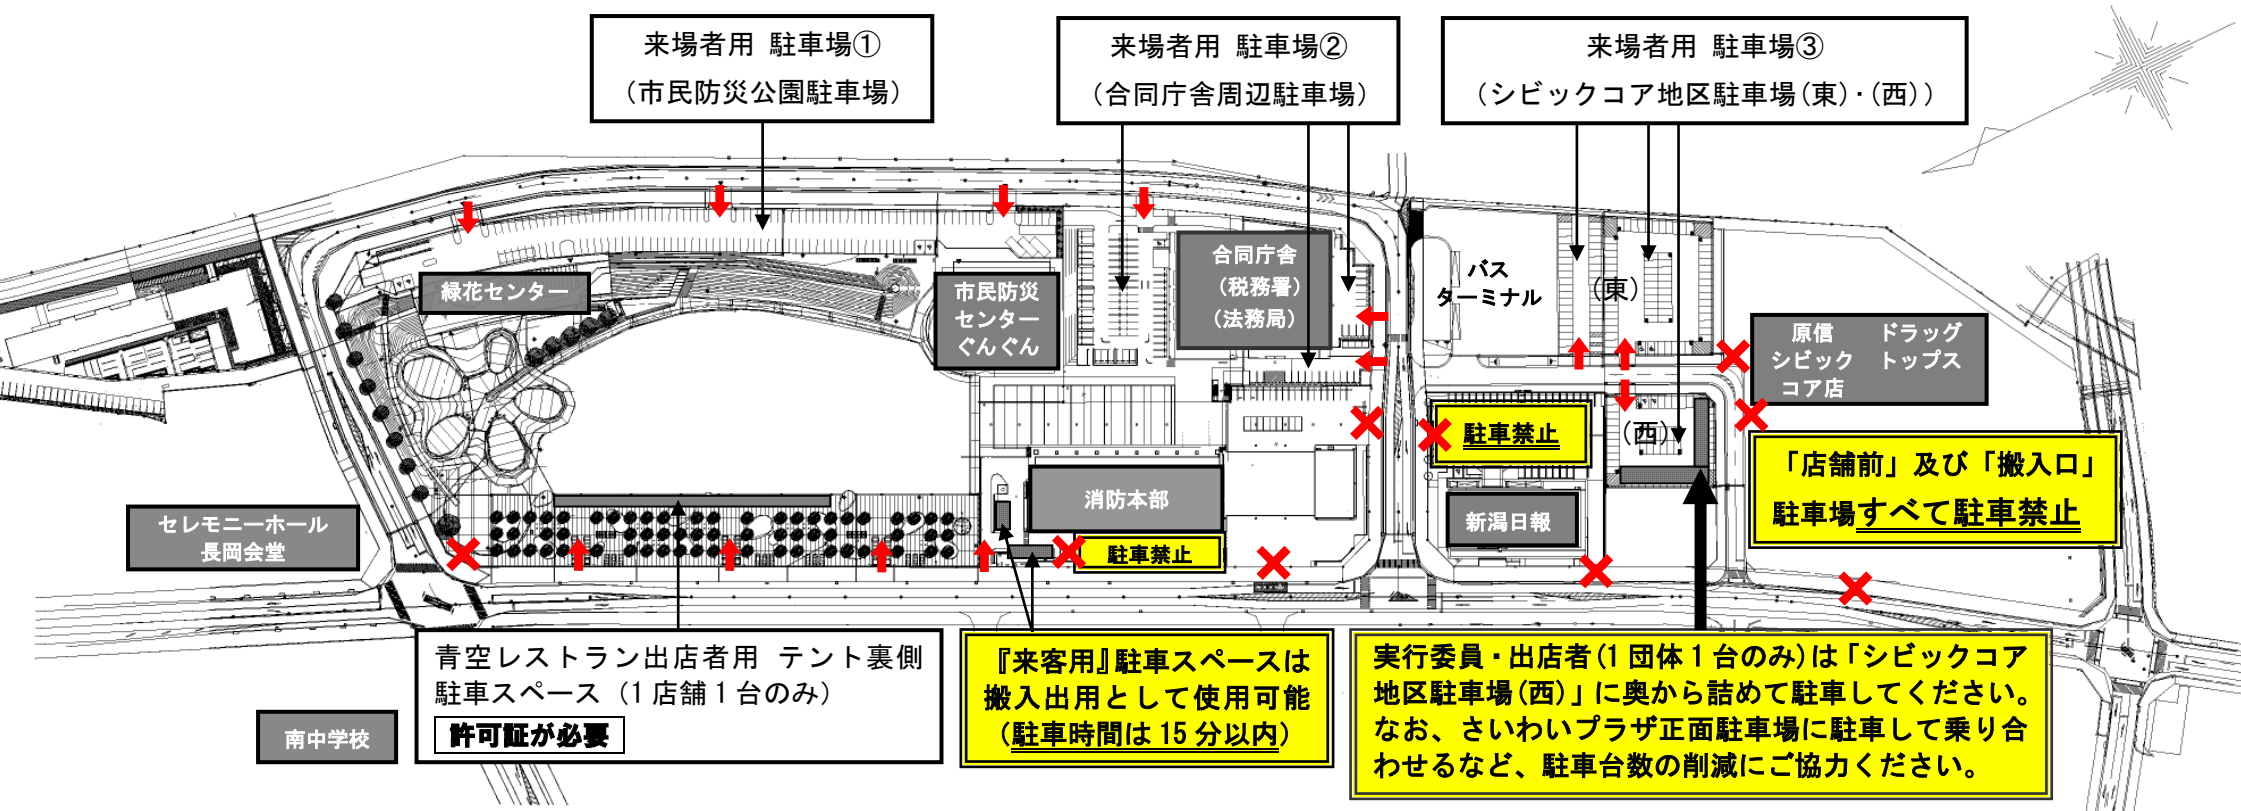 来場者用 駐車場①
（市民防災公園駐車場）
来場者用 駐車場②
（合同庁舎周辺駐車場）
来場者用 駐車場③
（シビックコア地区駐車場(東)・(西)）
緑花センター
市民防災
センター
ぐんぐん
合同庁舎
（税務署）
（法務局）
バス
ターミナル
（東）
原信 ドラッグ
シビック トップス
コア店
駐車禁止
（西）
「店舗前」及び「搬入口」
駐車場すべて駐車禁止
セレモニーホール
長岡会堂
消防本部
駐車禁止
新潟日報
南中学校
青空レストラン出店者用 テント裏側
駐車スペース（1店舗1台のみ）
許可証が必要
『来客用』駐車スペースは
搬入出用として使用可能
（駐車時間は15分以内）
実行委員・出店者(1団体1台のみ)は「シビックコア
地区駐車場(西)」に奥から詰めて駐車してください。
なお、さいわいプラザ正面駐車場に駐車して乗り合
わせるなど、駐車台数の削減にご協力ください。